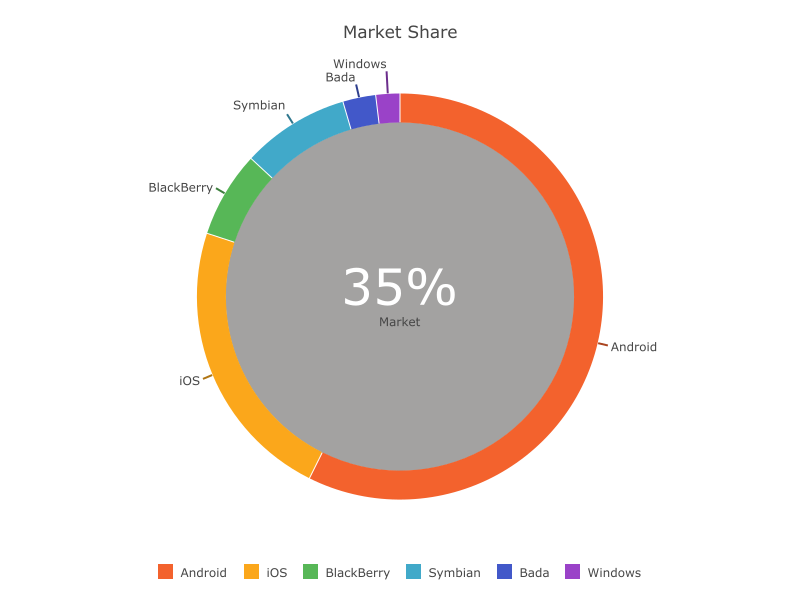 Market Share
Windows
Bada
Symbian
BlackBerry
35%
Market
Android
iOS
Android iOS BlackBerry Symbian Bada Windows